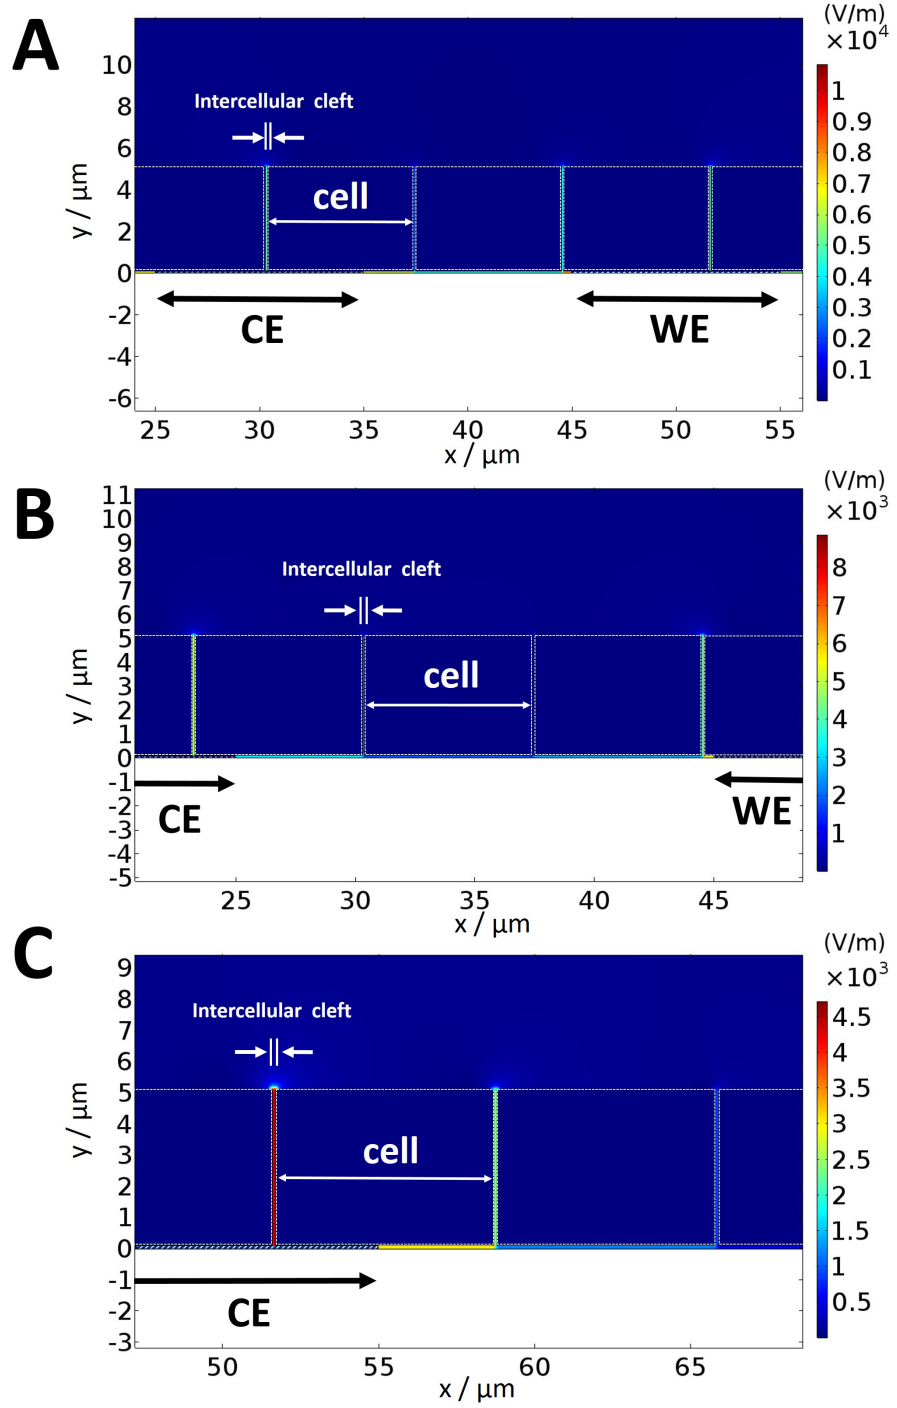 A
(V/m)
×10⁴
Intercellular cleft
cell
y / μm
10
8
6
4
2
0
-2
-4
-6
1
0.9
0.8
0.7
0.6
0.5
0.4
0.3
0.2
0.1
CE
WE
25 30 35 40 45 50 55
x / μm
B
(V/m)
×10³
Intercellular cleft
cell
y / μm
11
10
9
8
7
6
5
4
3
2
1
0
-1
-2
-3
-4
-5
8
7
6
5
4
3
2
1
CE
WE
25 30 35 40 45
x / μm
C
(V/m)
×10³
Intercellular cleft
cell
y / μm
9
8
7
6
5
4
3
2
1
0
-1
-2
-3
4.5
4
3.5
3
2.5
2
1.5
1
0.5
CE
50 55 60 65
x / μm